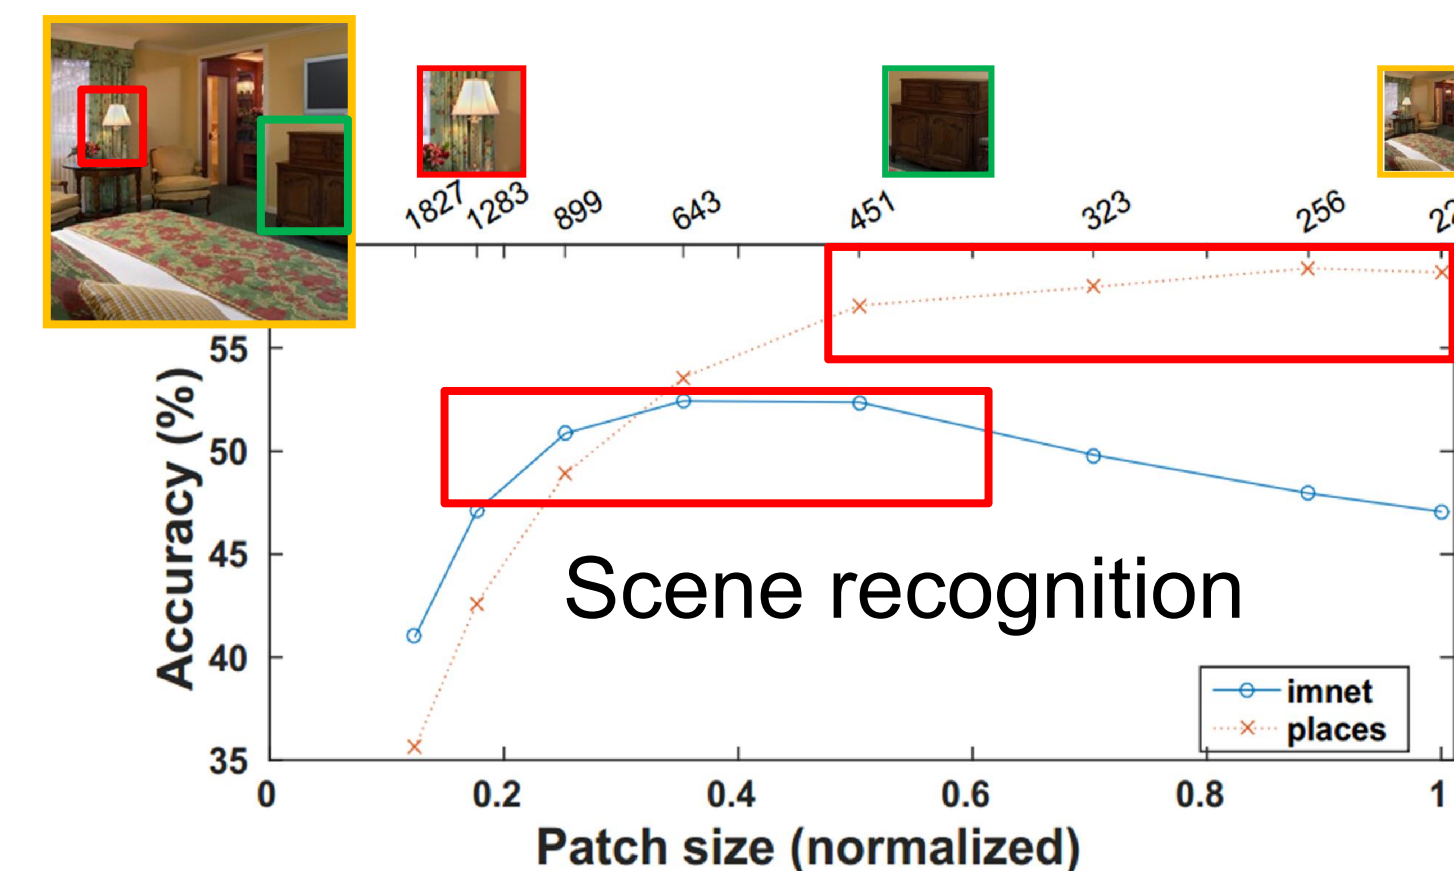 1827 1283 899 643 451 323 256
55
50
45
40
35
Accuracy (%)
Scene recognition
imnet
places
0 0.2 0.4 0.6 0.8 1
Patch size (normalized)